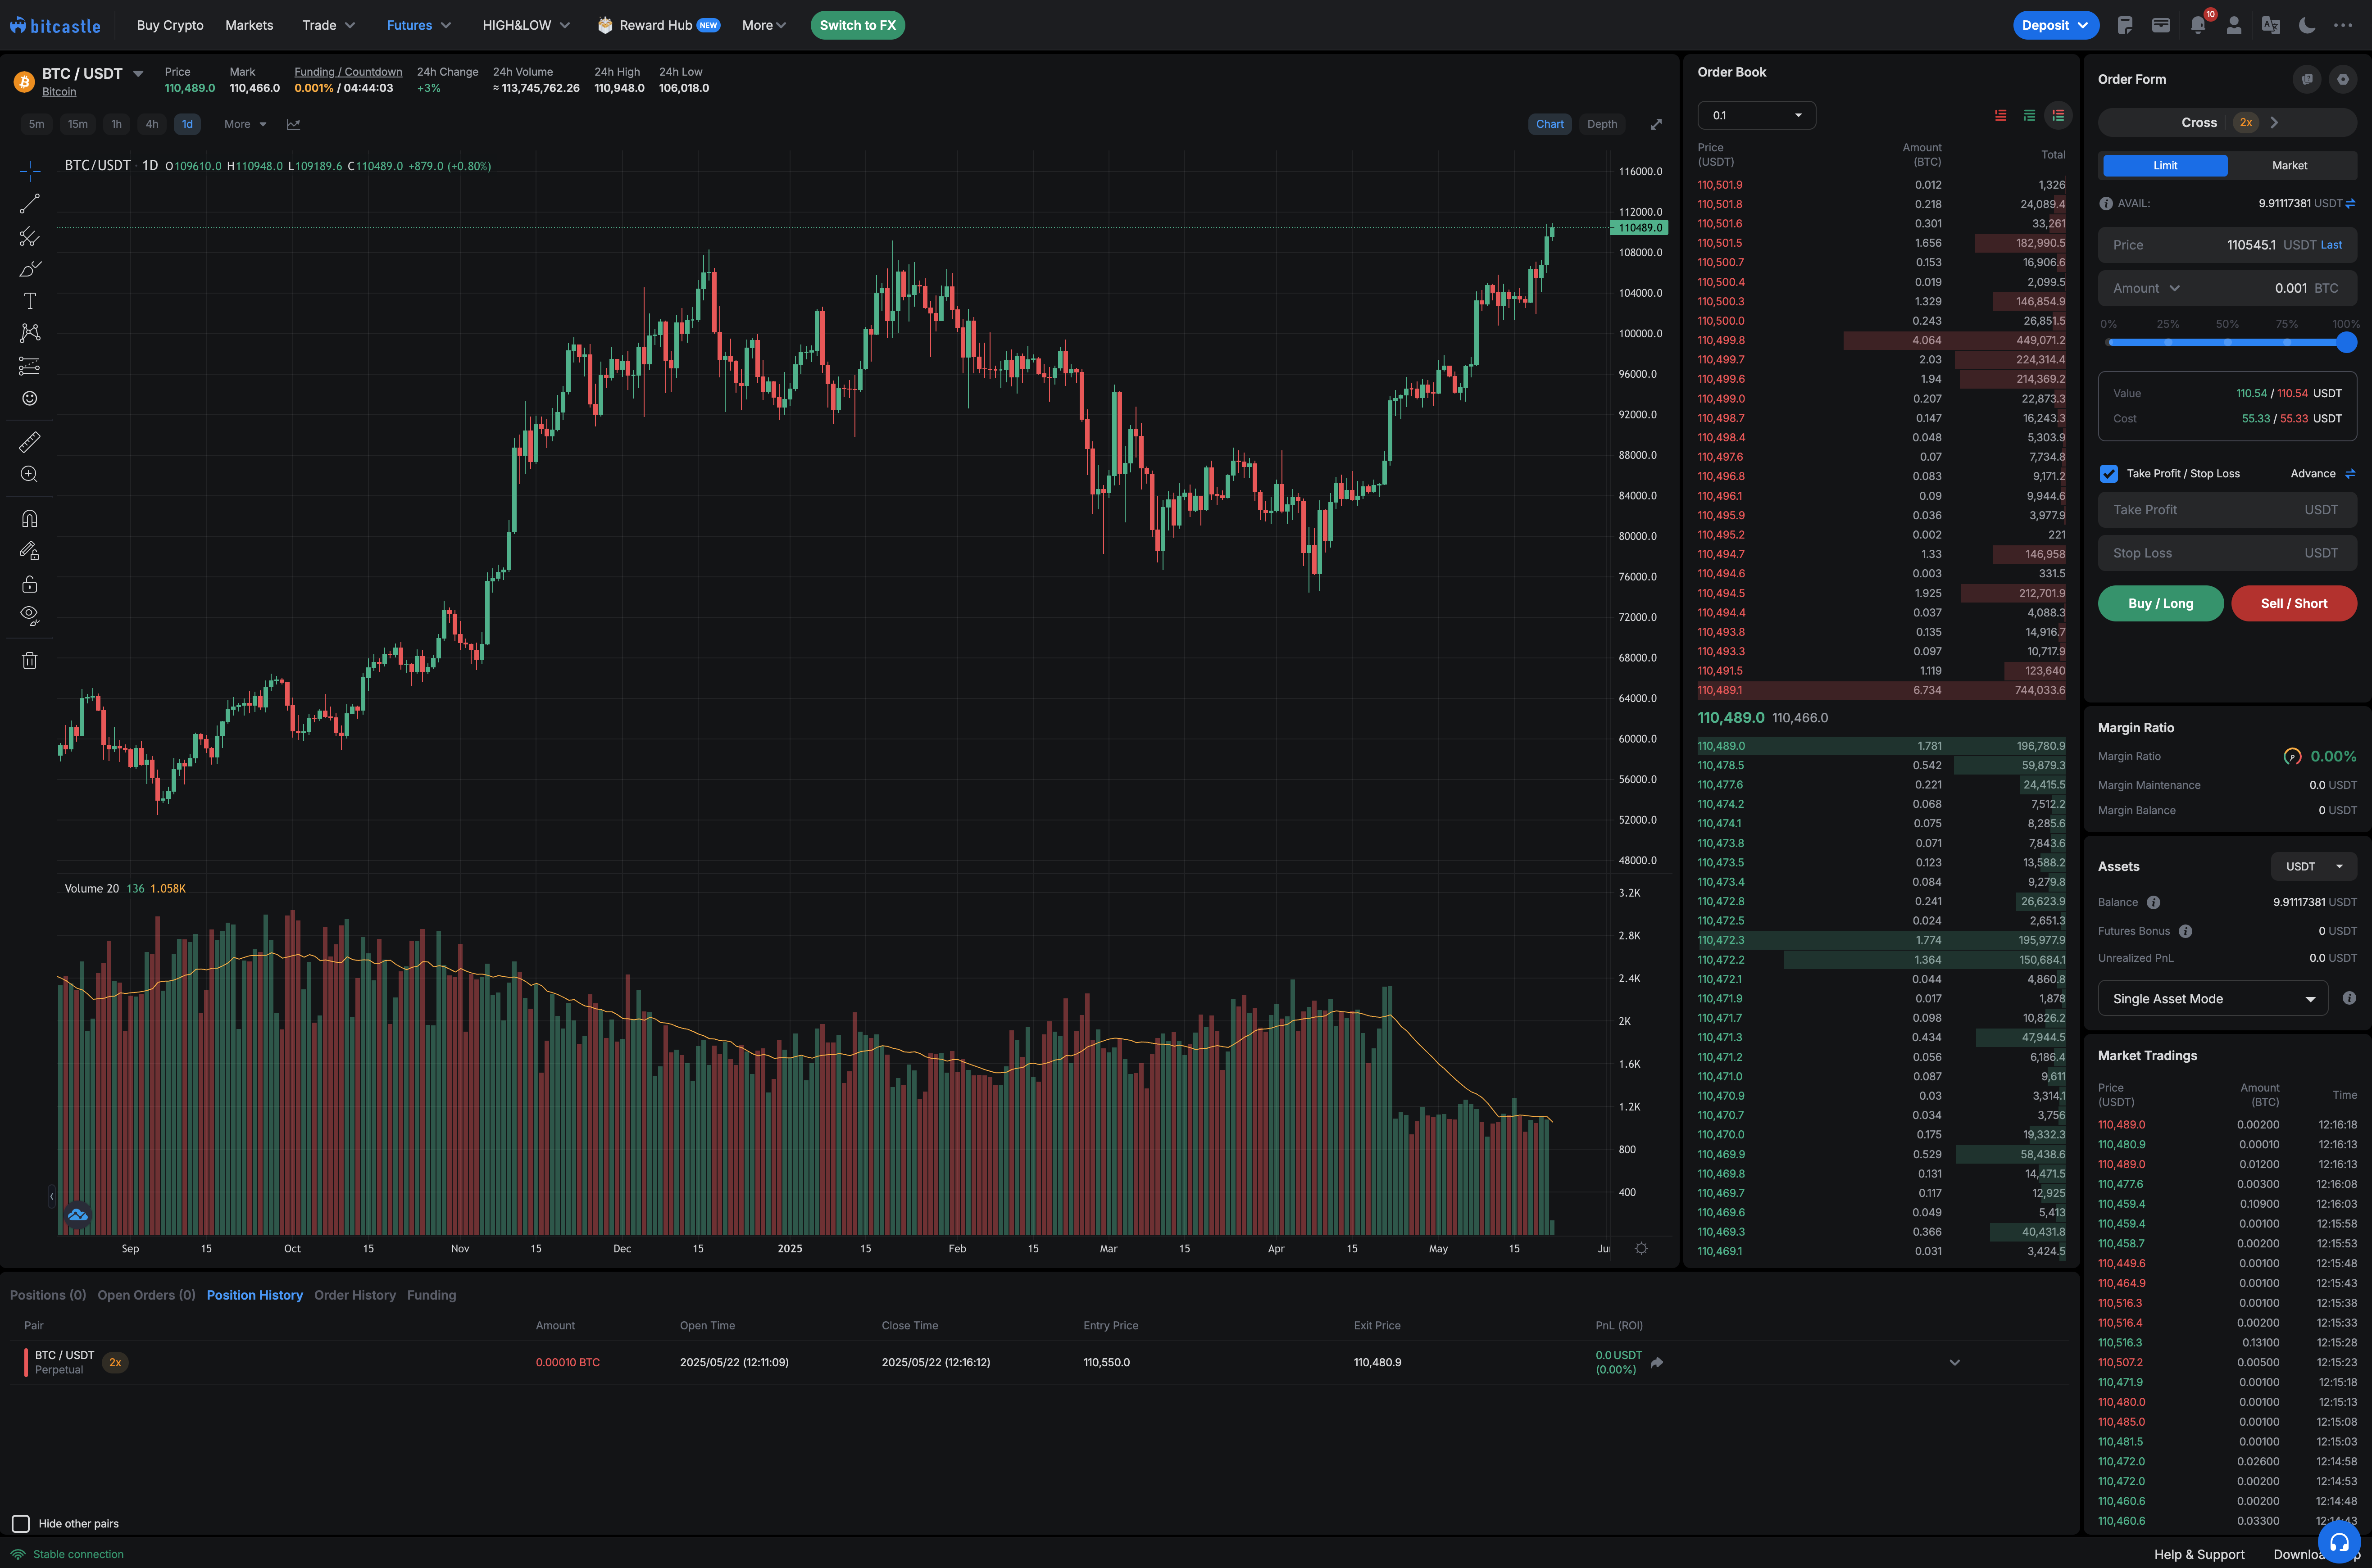 bitcastle Buy Crypto Markets Trade Futures HIGH&LOW Reward Hub NEW More Switch to FX Deposit 10
BTC / USDT
Bitcoin
Price Mark Funding / Countdown 24h Change 24h Volume 24h High 24h Low
110,489.0 110,466.0 0.001% / 04:44:03 +3% ≈ 113,745,762.26 110,948.0 106,018.0
5m 15m 1h 4h 1d More Chart Depth
BTC/USDT · 1D O109610.0 H110948.0 L109189.6 C110489.0 +879.0 (+0.80%)
116000.0
112000.0
110489.0
108000.0
104000.0
100000.0
96000.0
92000.0
88000.0
84000.0
80000.0
76000.0
72000.0
68000.0
64000.0
60000.0
56000.0
52000.0
48000.0
Volume 20 136 1.058K
3.2K
2.8K
2.4K
2K
1.6K
1.2K
800
400
Sep 15 Oct 15 Nov 15 Dec 15 2025 15 Feb 15 Mar 15 Apr 15 May 15
Order Book
0.1
Price (USDT) Amount (BTC) Total
110,501.9 0.012 1,326
110,501.8 0.218 24,089.4
110,501.6 0.301 33,261
110,501.5 1.656 182,990.5
110,500.7 0.153 16,906.6
110,500.4 0.019 2,099.5
110,500.3 1.329 146,854.9
110,500.0 0.243 26,851.5
110,499.8 4.064 449,071.2
110,499.7 2.03 224,314.4
110,499.6 1.94 214,369.2
110,499.0 0.207 22,873.3
110,498.7 0.147 16,243.3
110,498.4 0.048 5,303.9
110,497.6 0.07 7,734.8
110,496.8 0.083 9,171.2
110,496.1 0.09 9,944.6
110,495.9 0.036 3,977.9
110,495.2 0.002 221
110,494.7 1.33 146,958
110,494.6 0.003 331.5
110,494.5 1.925 212,701.9
110,494.4 0.037 4,088.3
110,493.8 0.135 14,916.7
110,493.3 0.097 10,717.9
110,491.5 1.119 123,640
110,489.1 6.734 744,033.6
110,489.0 110,466.0
110,489.0 1.781 196,780.9
110,478.5 0.542 59,879.3
110,477.6 0.221 24,415.5
110,474.2 0.068 7,512.2
110,474.1 0.075 8,285.6
110,473.8 0.071 7,843.6
110,473.5 0.123 13,588.2
110,473.4 0.084 9,279.8
110,472.8 0.241 26,623.9
110,472.5 0.024 2,651.3
110,472.3 1.774 195,977.9
110,472.2 1.364 150,684.1
110,472.1 0.044 4,860.8
110,471.9 0.017 1,878
110,471.7 0.098 10,826.2
110,471.3 0.434 47,944.5
110,471.2 0.056 6,186.4
110,471.0 0.087 9,611
110,470.9 0.03 3,314.1
110,470.7 0.034 3,756
110,470.0 0.175 19,332.3
110,469.9 0.529 58,438.6
110,469.8 0.131 14,471.5
110,469.7 0.117 12,925
110,469.6 0.049 5,413
110,469.3 0.366 40,431.8
110,469.1 0.031 3,424.5
Order Form
Cross 2x
Limit Market
AVAIL: 9.91117381 USDT
Price 110545.1 USDT Last
Amount 0.001 BTC
0% 25% 50% 75% 100%
Value 110.54 / 110.54 USDT
Cost 55.33 / 55.33 USDT
Take Profit / Stop Loss Advance
Take Profit USDT
Stop Loss USDT
Buy / Long Sell / Short
Margin Ratio
Margin Ratio 0.00%
Margin Maintenance 0.0 USDT
Margin Balance 0 USDT
Assets USDT
Balance 9.91117381 USDT
Futures Bonus 0 USDT
Unrealized PnL 0.0 USDT
Single Asset Mode
Market Tradings
Price (USDT) Amount (BTC) Time
110,489.0 0.00200 12:16:18
110,480.9 0.00010 12:16:13
110,489.0 0.01200 12:16:13
110,477.6 0.00300 12:16:08
110,459.4 0.10900 12:16:03
110,459.4 0.00100 12:15:58
110,458.7 0.00200 12:15:53
110,449.6 0.00100 12:15:48
110,464.9 0.00100 12:15:43
110,516.3 0.00100 12:15:38
110,516.4 0.00200 12:15:33
110,516.3 0.13100 12:15:28
110,507.2 0.00500 12:15:23
110,471.9 0.00100 12:15:18
110,480.0 0.00100 12:15:13
110,485.0 0.00100 12:15:08
110,481.5 0.00100 12:15:03
110,472.0 0.02600 12:14:58
110,472.0 0.00200 12:14:53
110,460.6 0.00200 12:14:48
110,460.6 0.03300
Positions (0) Open Orders (0) Position History Order History Funding
Pair Amount Open Time Close Time Entry Price Exit Price PnL (ROI)
BTC / USDT Perpetual 2x 0.00010 BTC 2025/05/22 (12:11:09) 2025/05/22 (12:16:12) 110,550.0 110,480.9 0.0 USDT (0.00%)
Hide other pairs
Stable connection Help & Support